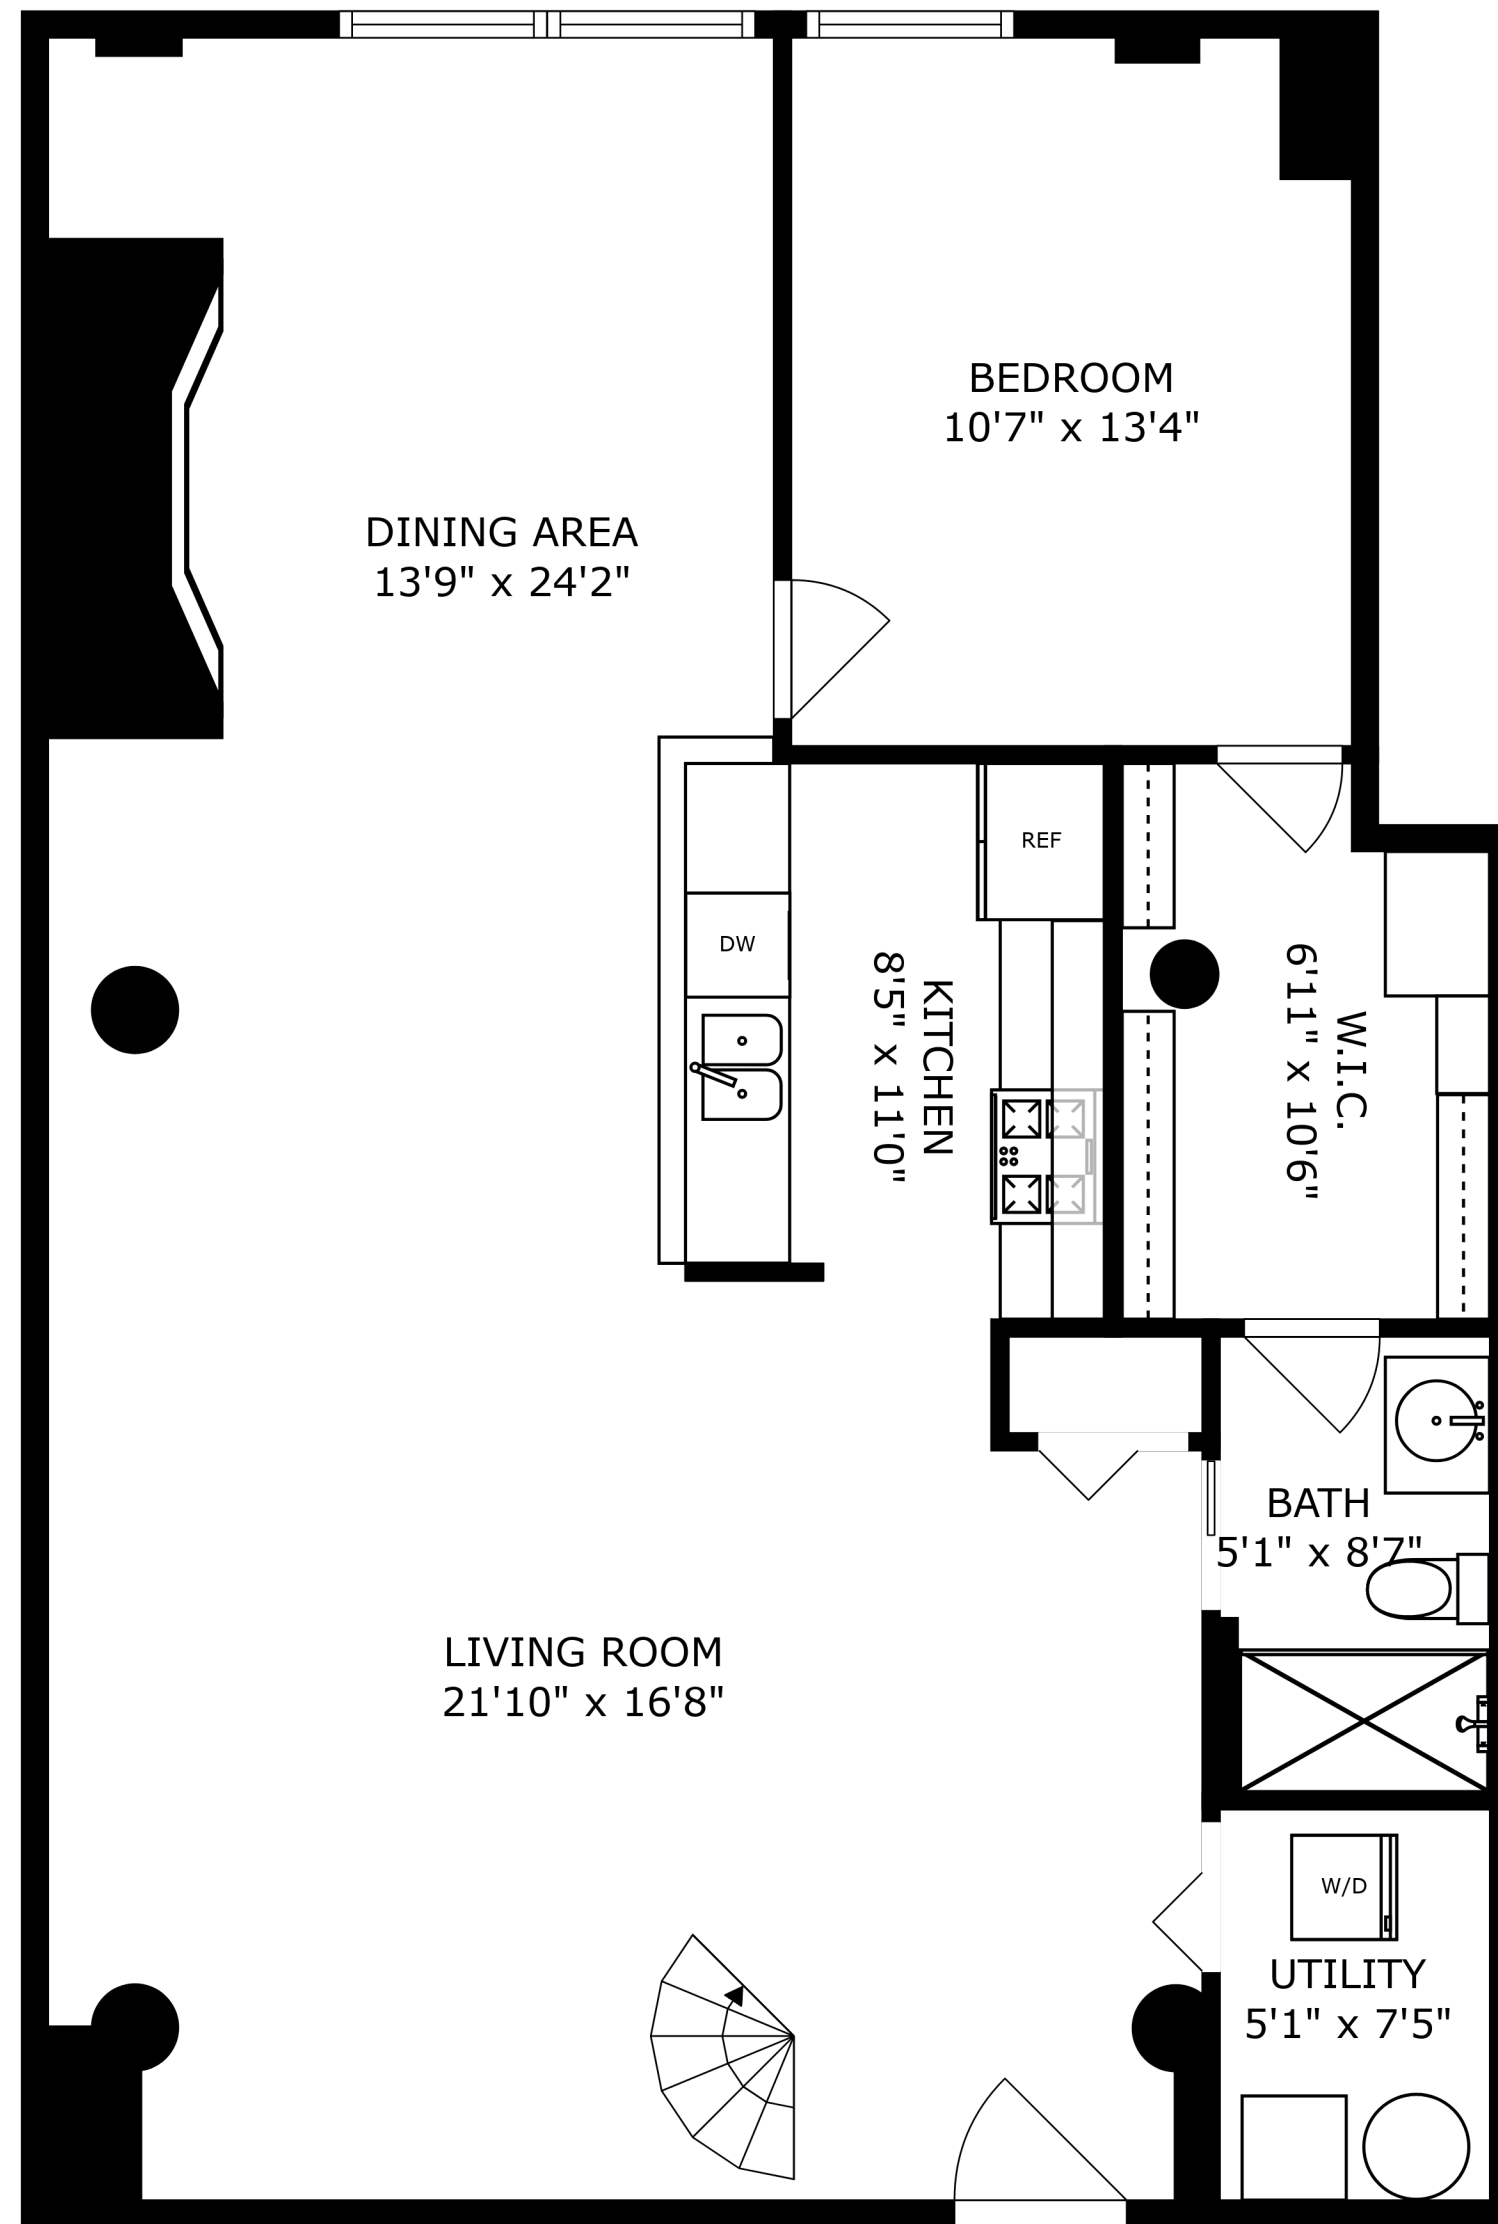 BEDROOM
10'7" x 13'4"
DINING AREA
13'9" x 24'2"
REF
DW
KITCHEN
8'5" x 11'0"
W.I.C.
6'11" x 10'6"
BATH
5'1" x 8'7"
LIVING ROOM
21'10" x 16'8"
W/D
UTILITY
5'1" x 7'5"